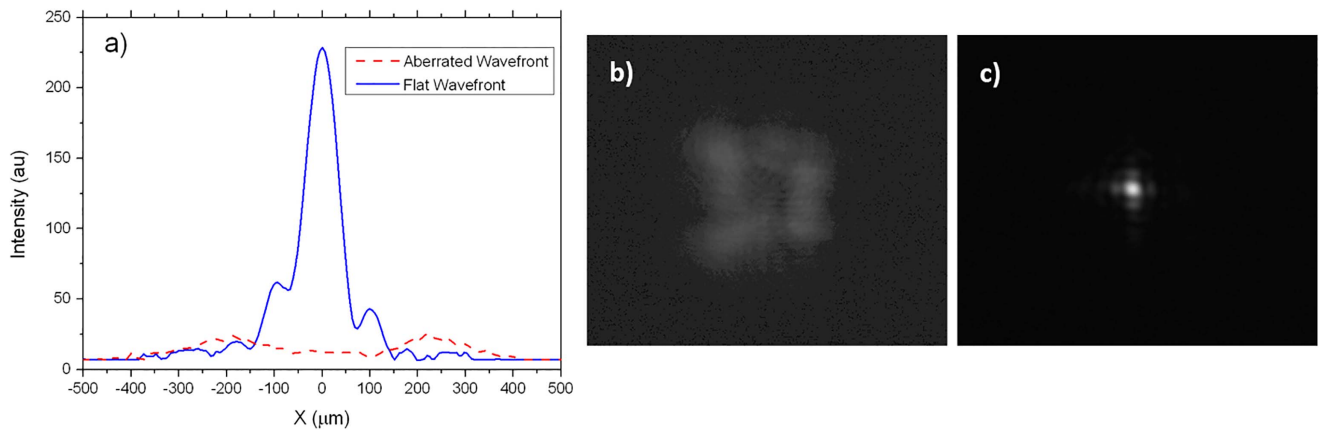 a)
Aberrated Wavefront
Flat Wavefront
Intensity (au)
250
200
150
100
50
0
-500 -400 -300 -200 -100 0 100 200 300 400 500
X (μm)
b)
c)